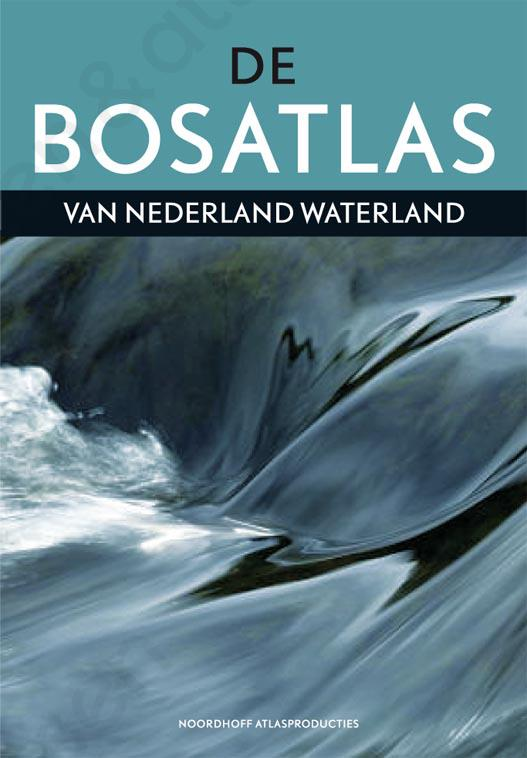 DE
BOSATLAS
VAN NEDERLAND WATERLAND
NOORDHOFF ATLASPRODUCTIES